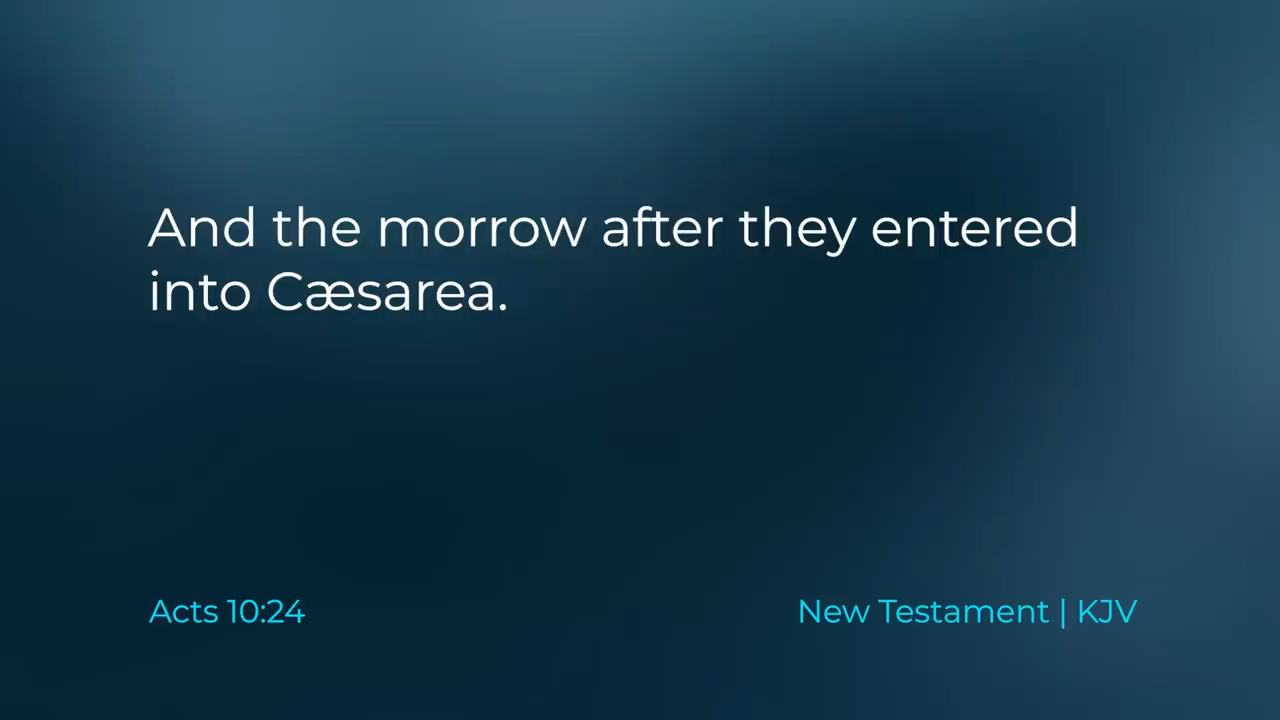 And the morrow after they entered
into Cæsarea.
Acts 10:24
New Testament | KJV